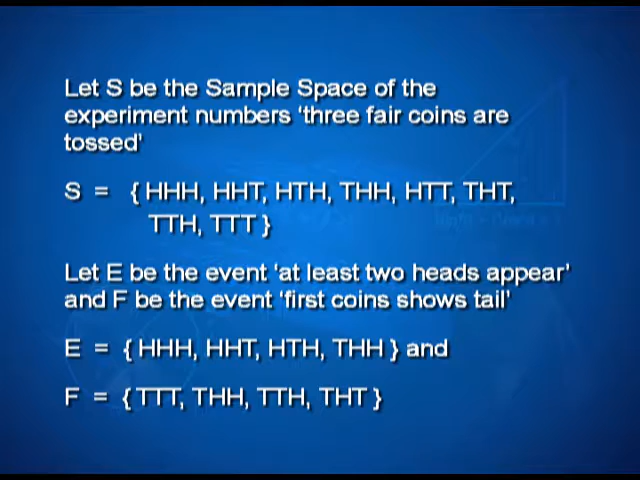 Let S be the Sample Space of the
experiment numbers ‘three fair coins are
tossed’
S = { HHH, HHT, HTH, THH, HTT, THT,
TTH, TTT }
Let E be the event ‘at least two heads appear’
and F be the event ‘first coins shows tail’
E = { HHH, HHT, HTH, THH } and
F = { TTT, THH, TTH, THT }